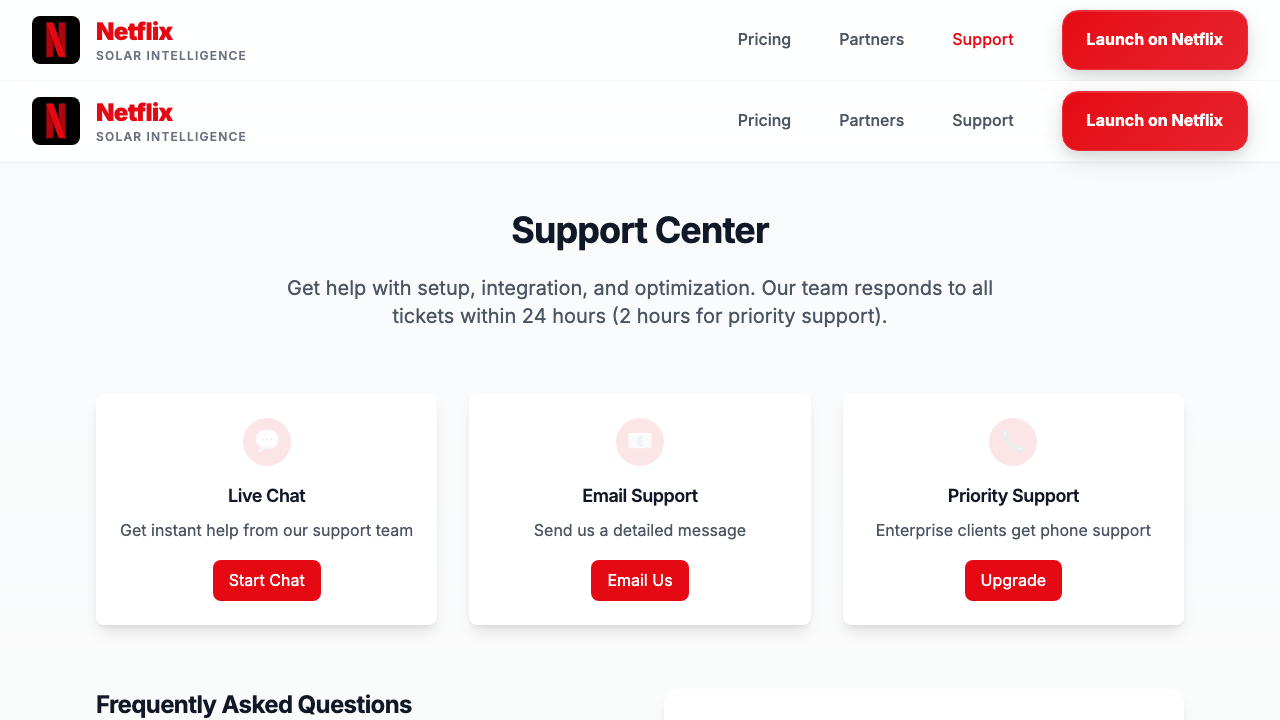 Netflix
SOLAR INTELLIGENCE
Pricing
Partners
Support
Launch on Netflix
Netflix
SOLAR INTELLIGENCE
Pricing
Partners
Support
Launch on Netflix
Support Center
Get help with setup, integration, and optimization. Our team responds to all
tickets within 24 hours (2 hours for priority support).
Live Chat
Get instant help from our support team
Start Chat
Email Support
Send us a detailed message
Email Us
Priority Support
Enterprise clients get phone support
Upgrade
Frequently Asked Questions